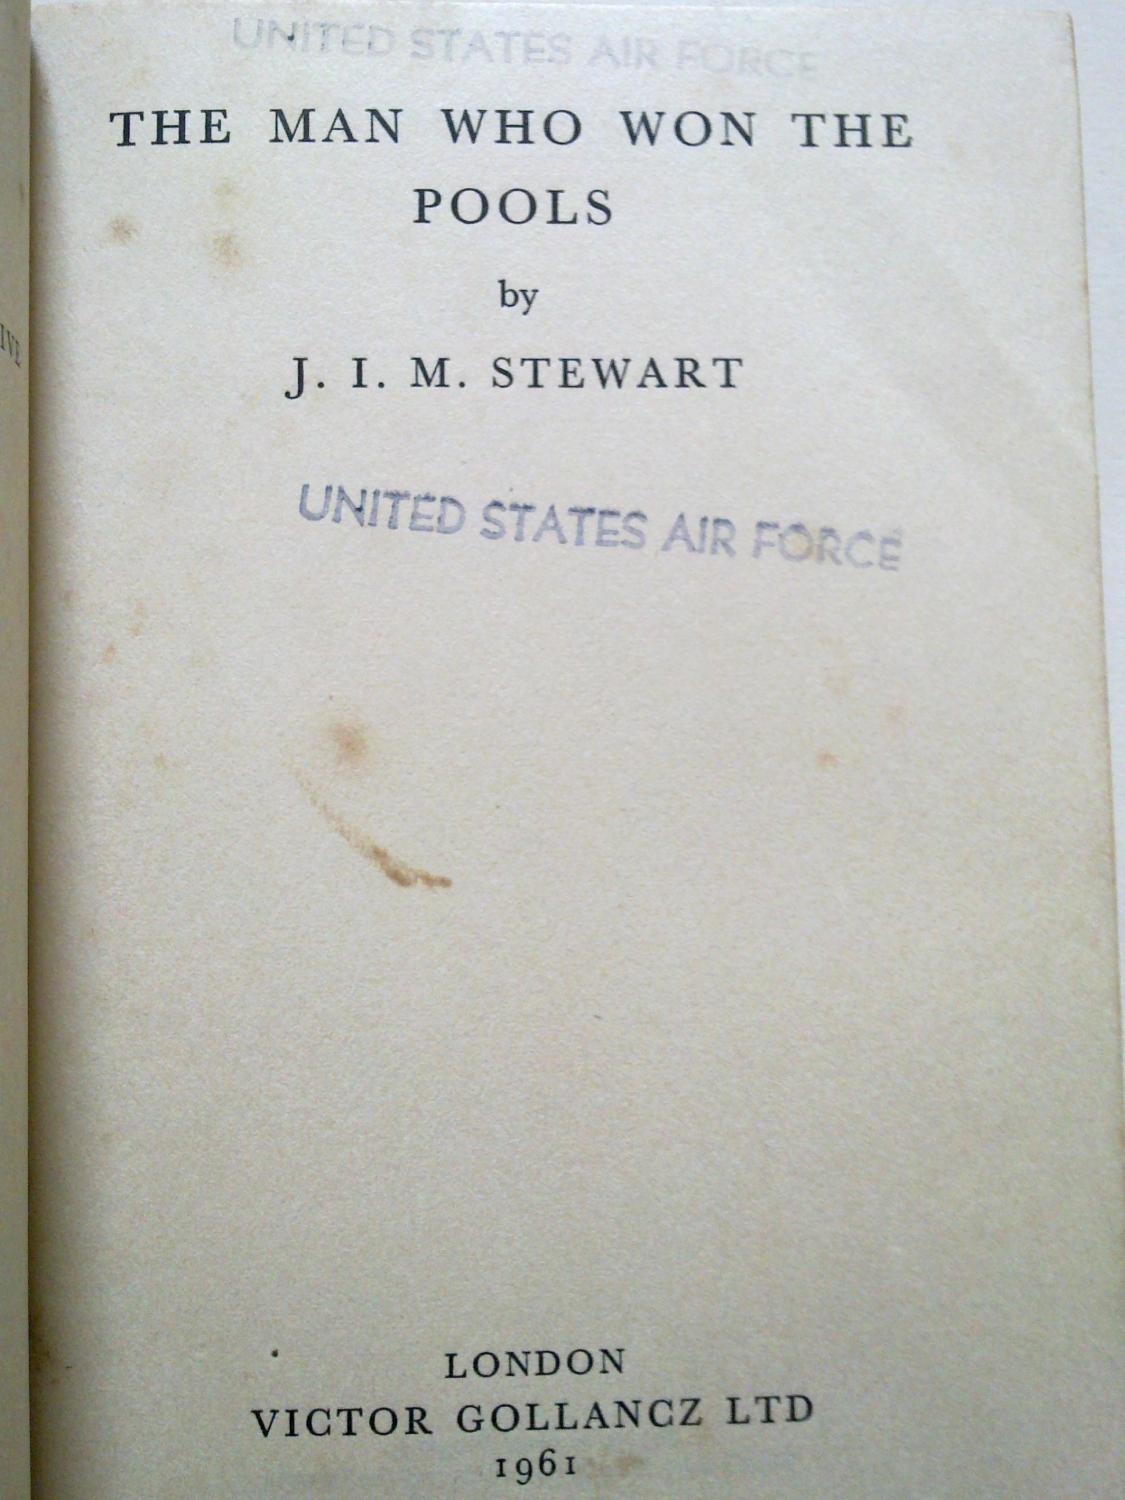 UNITED STATES AIR FORCE
THE MAN WHO WON THE
POOLS
by
J. I. M. STEWART
UNITED STATES AIR FORCE
LONDON
VICTOR GOLLANCZ LTD
1961